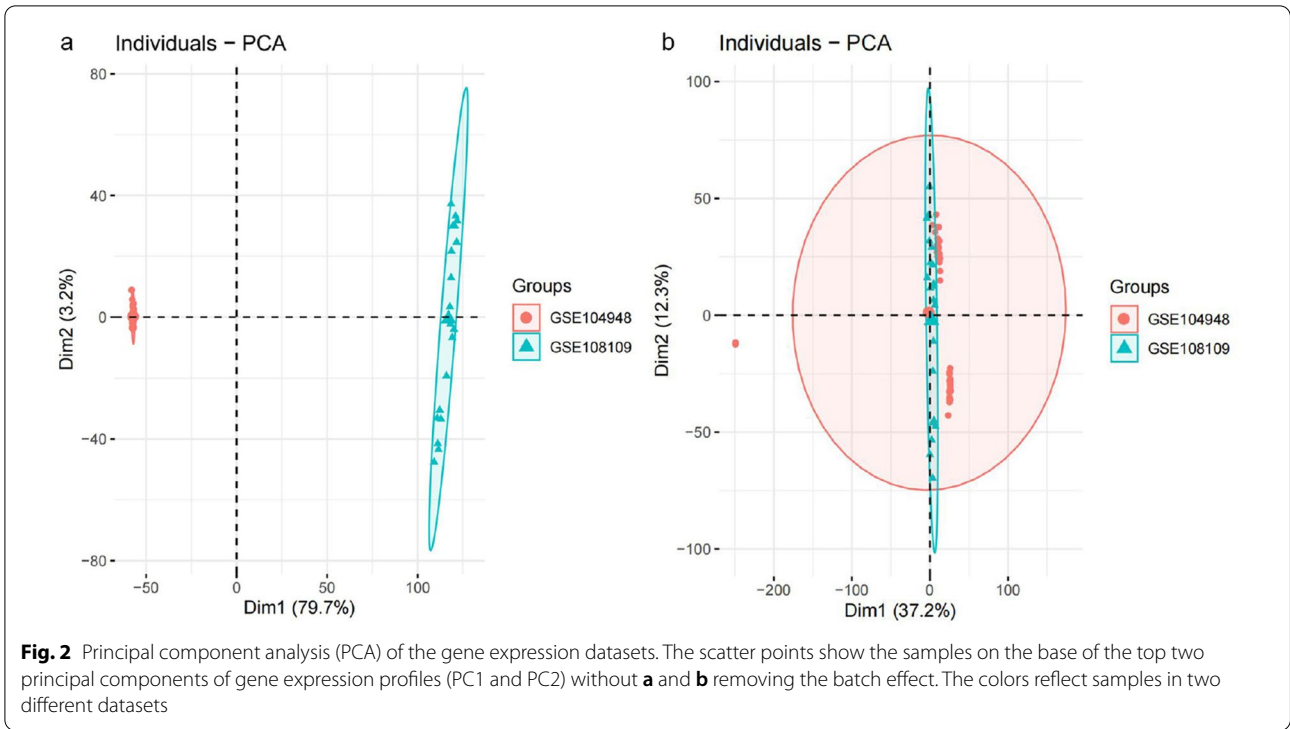 a Individuals – PCA
80
40
0
−40
−80
Dim2 (3.2%)
−50 0 50 100
Dim1 (79.7%)
Groups
GSE104948
GSE108109
b Individuals – PCA
100
50
0
−50
−100
Dim2 (12.3%)
−200 −100 0 100
Dim1 (37.2%)
Groups
GSE104948
GSE108109
Fig. 2 Principal component analysis (PCA) of the gene expression datasets. The scatter points show the samples on the base of the top two
principal components of gene expression profiles (PC1 and PC2) without a and b removing the batch effect. The colors reflect samples in two
different datasets